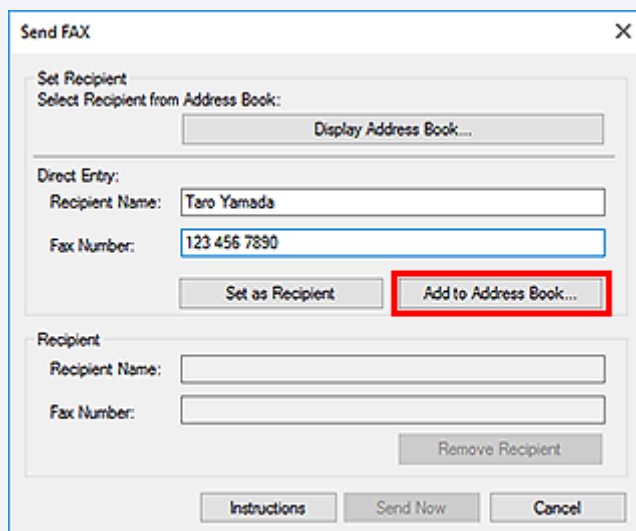 Send FAX
Set Recipient
Select Recipient from Address Book:
Display Address Book...
Direct Entry:
Recipient Name: Taro Yamada
Fax Number: 123 456 7890
Set as Recipient Add to Address Book...
Recipient
Recipient Name:
Fax Number:
Remove Recipient
Instructions Send Now Cancel